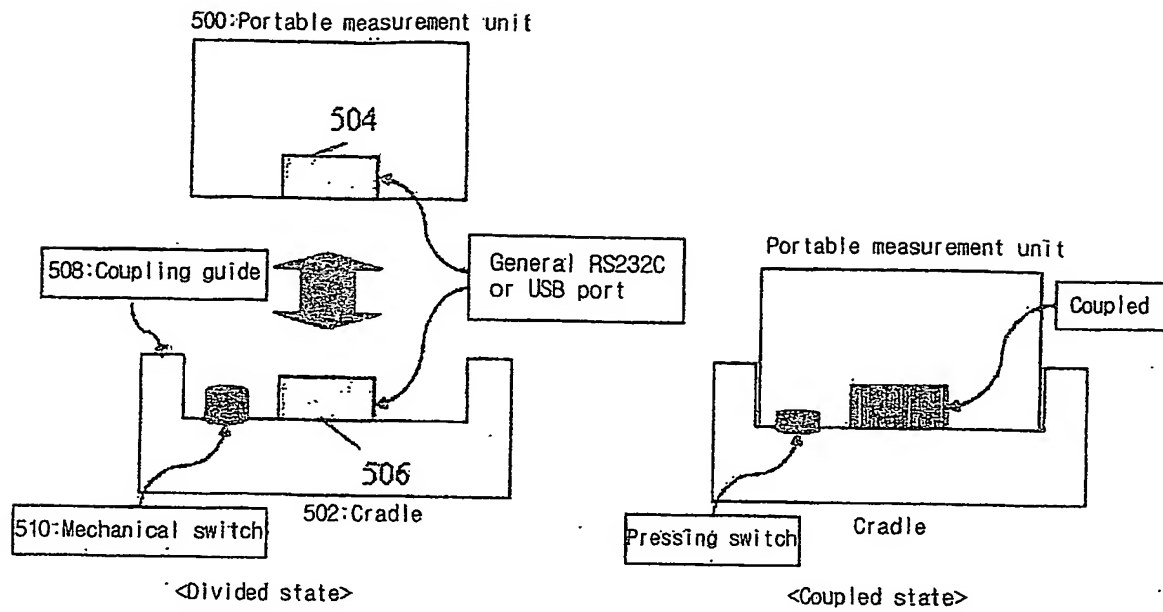 500:Portable measurement unit
504
508:Coupling guide
General RS232C
or USB port
506
510:Mechanical switch
502:Cradle
<Divided state>
Portable measurement unit
Coupled
Pressing switch
Cradle
<Coupled state>